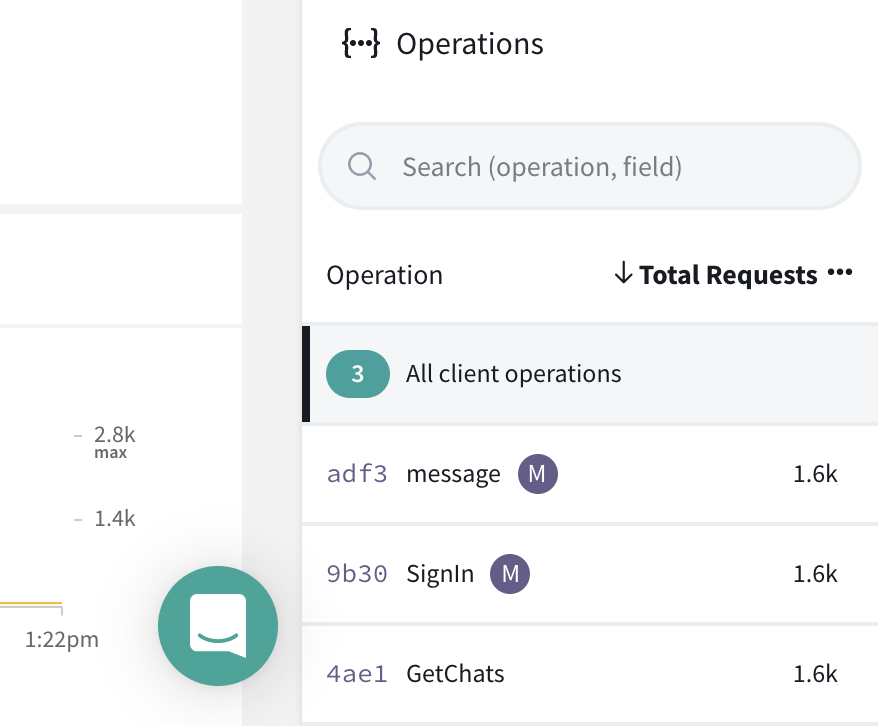 {···} Operations
Search (operation, field)
Operation ↓ Total Requests ···
3 All client operations
adf3 message M 1.6k
9b30 SignIn M 1.6k
4ae1 GetChats 1.6k
2.8k
max
1.4k
1:22pm